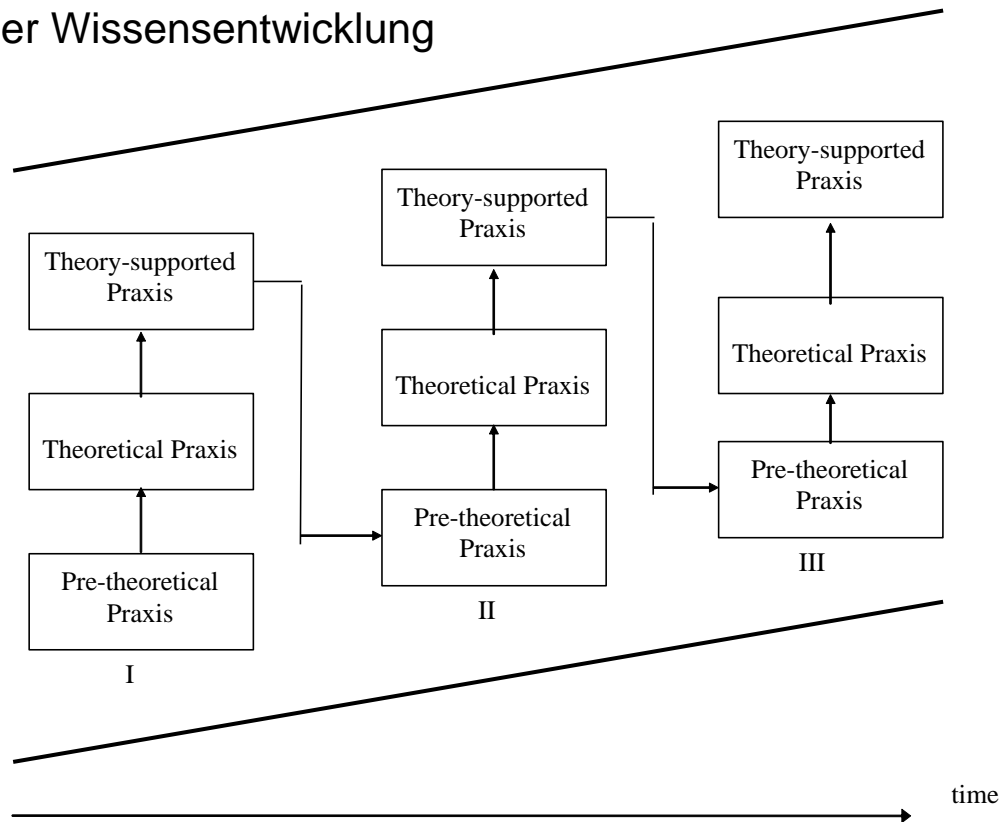 er Wissensentwicklung
Theory-supported
Praxis
Theoretical Praxis
Pre-theoretical
Praxis
I
Theory-supported
Praxis
Theoretical Praxis
Pre-theoretical
Praxis
II
Theory-supported
Praxis
Theoretical Praxis
Pre-theoretical
Praxis
III
time